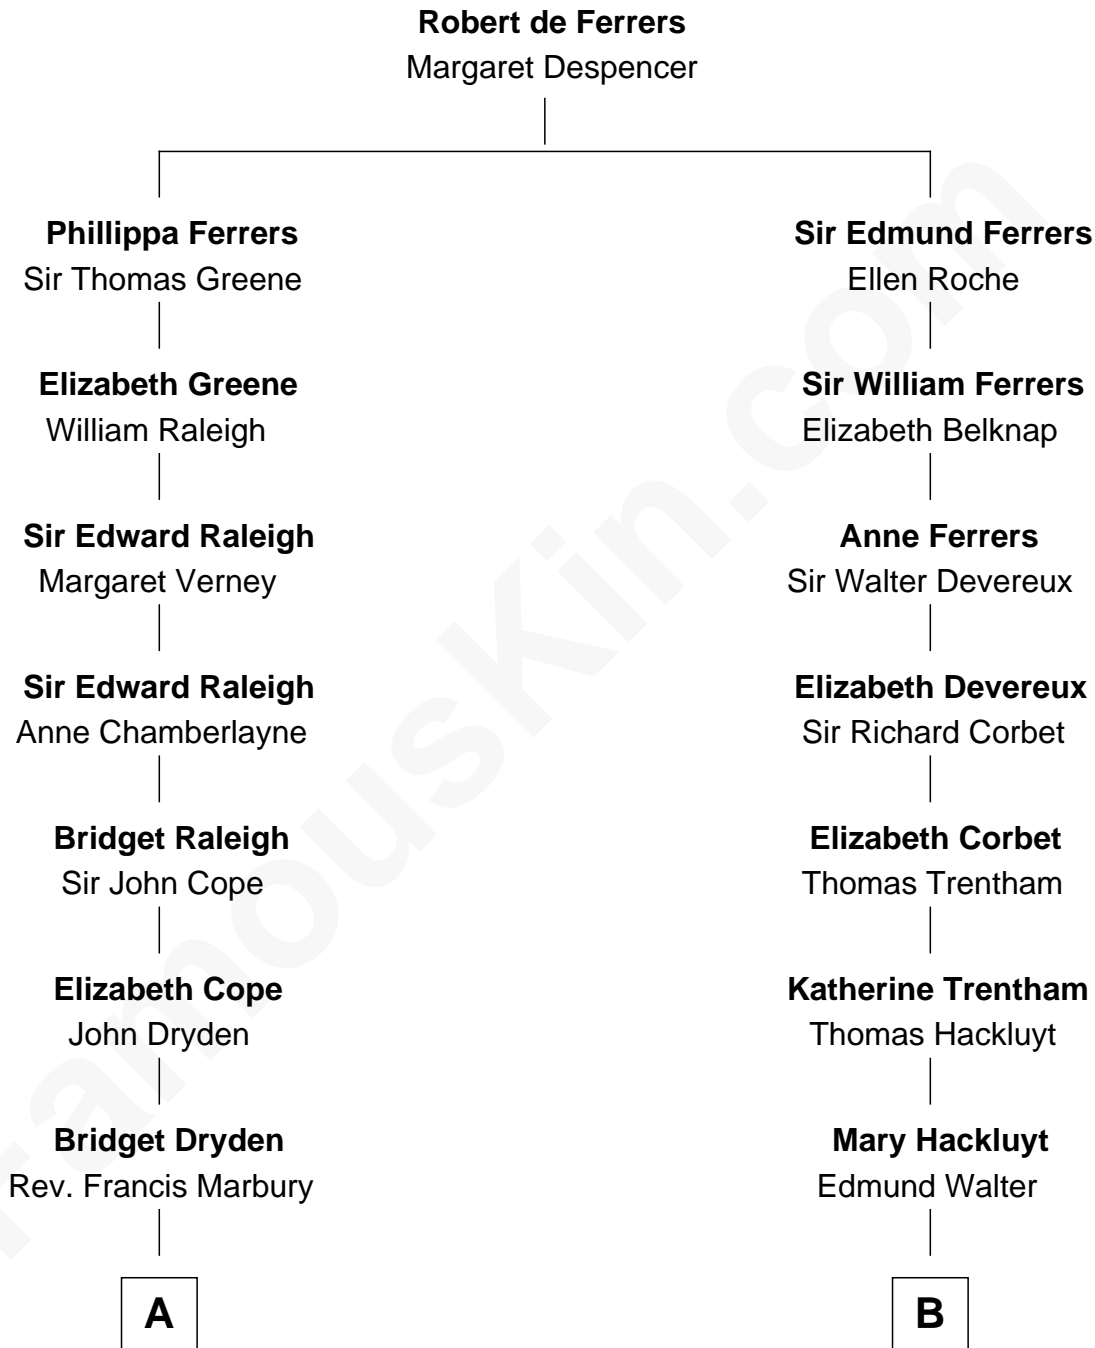 Robert de Ferrers
Margaret Despencer
Phillippa Ferrers
Sir Thomas Greene
Elizabeth Greene
William Raleigh
Sir Edward Raleigh
Margaret Verney
Sir Edward Raleigh
Anne Chamberlayne
Bridget Raleigh
Sir John Cope
Elizabeth Cope
John Dryden
Bridget Dryden
Rev. Francis Marbury
A
Sir Edmund Ferrers
Ellen Roche
Sir William Ferrers
Elizabeth Belknap
Anne Ferrers
Sir Walter Devereux
Elizabeth Devereux
Sir Richard Corbet
Elizabeth Corbet
Thomas Trentham
Katherine Trentham
Thomas Hackluyt
Mary Hackluyt
Edmund Walter
B
FamousKin.com